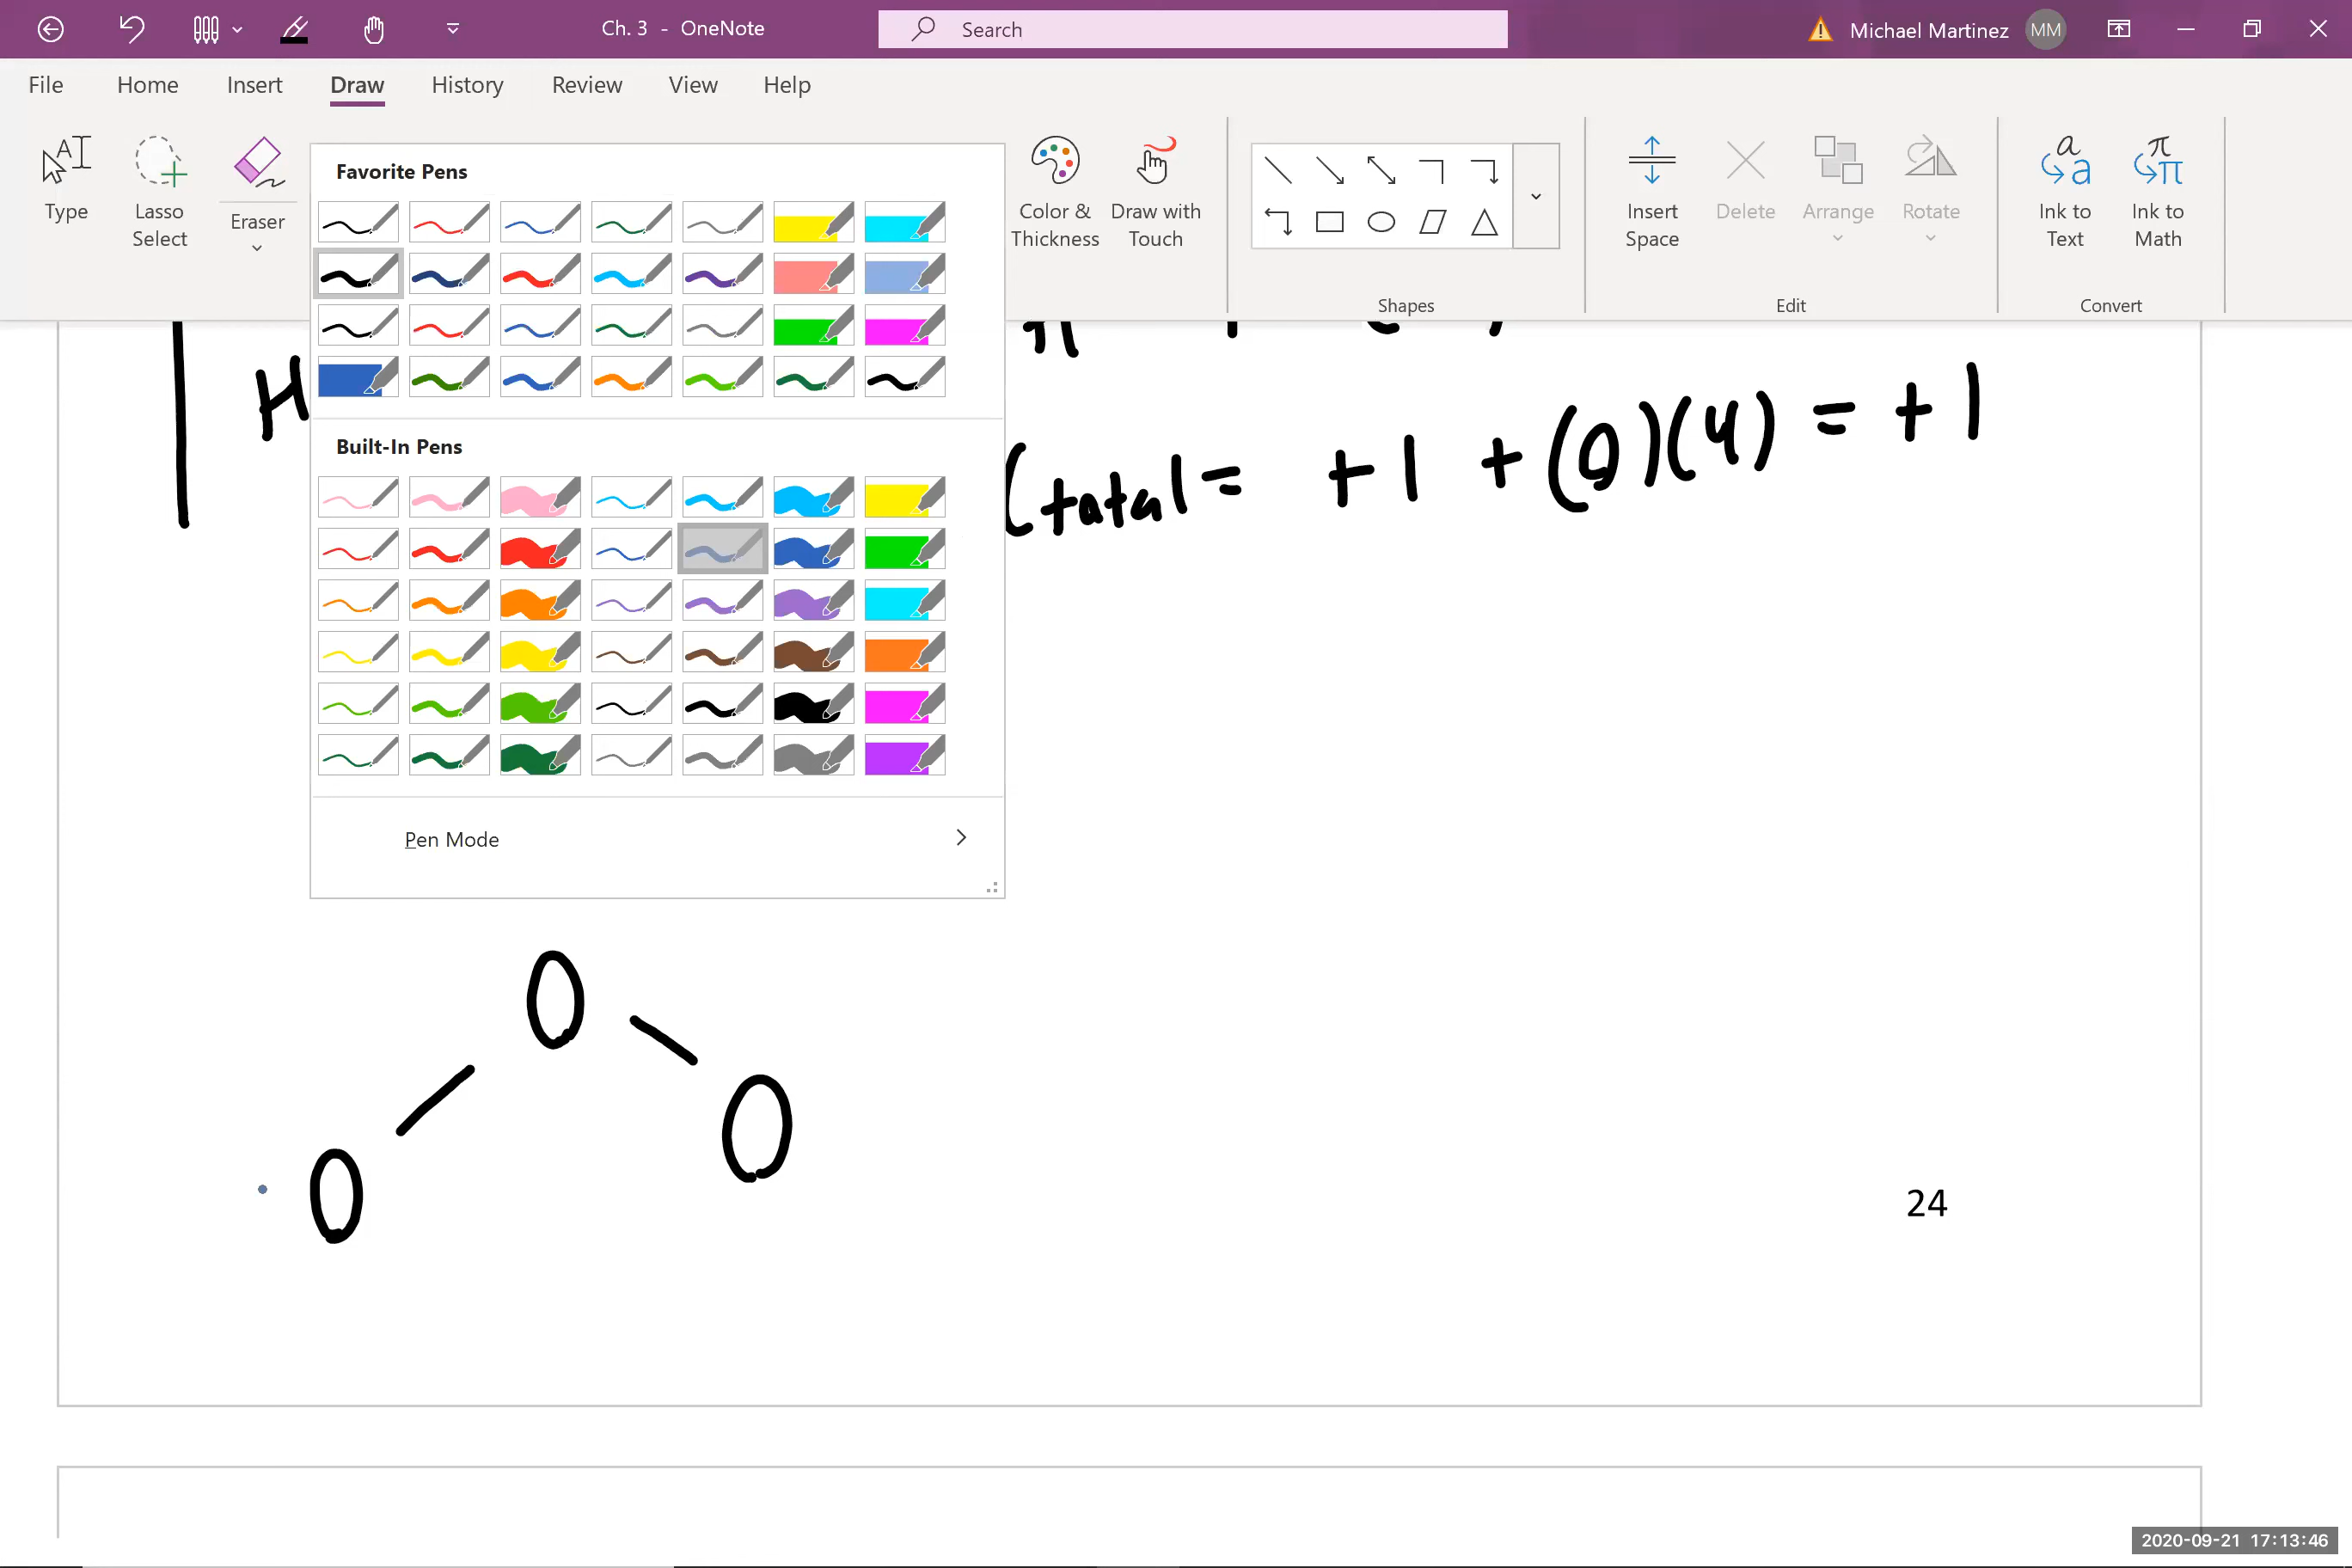 Ch. 3 - OneNote
Search
Michael Martinez
MM
File
Home
Insert
Draw
History
Review
View
Help
Type
Lasso Select
Eraser
Favorite Pens
Built-In Pens
Pen Mode
Color & Thickness
Draw with Touch
Shapes
Insert Space
Delete
Arrange
Rotate
Edit
Ink to Text
Ink to Math
Convert
H
(total = +1 +(0)(4) = +1
O
O
O
24
2020-09-21 17:13:46